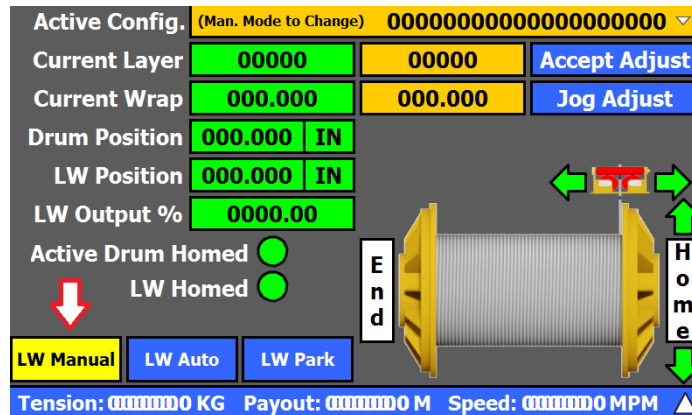 Active Config. (Man. Mode to Change) 00000000000000000000
Current Layer 00000 00000 Accept Adjust
Current Wrap 000.000 000.000 Jog Adjust
Drum Position 000.000 IN
LW Position 000.000 IN
LW Output % 0000.00
Active Drum Homed
LW Homed
End
Home
LW Manual LW Auto LW Park
Tension: KG Payout: M Speed: MPM